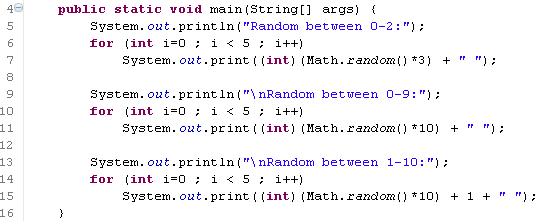 4 public static void main(String[] args) {
5 System.out.println("Random between 0-2:");
6 for (int i=0 ; i < 5 ; i++)
7 System.out.print((int)(Math.random()*3) + " ");
8
9 System.out.println("\nRandom between 0-9:");
10 for (int i=0 ; i < 5 ; i++)
11 System.out.print((int)(Math.random()*10) + " ");
12
13 System.out.println("\nRandom between 1-10:");
14 for (int i=0 ; i < 5 ; i++)
15 System.out.print((int)(Math.random()*10) + 1 + " ");
16 }